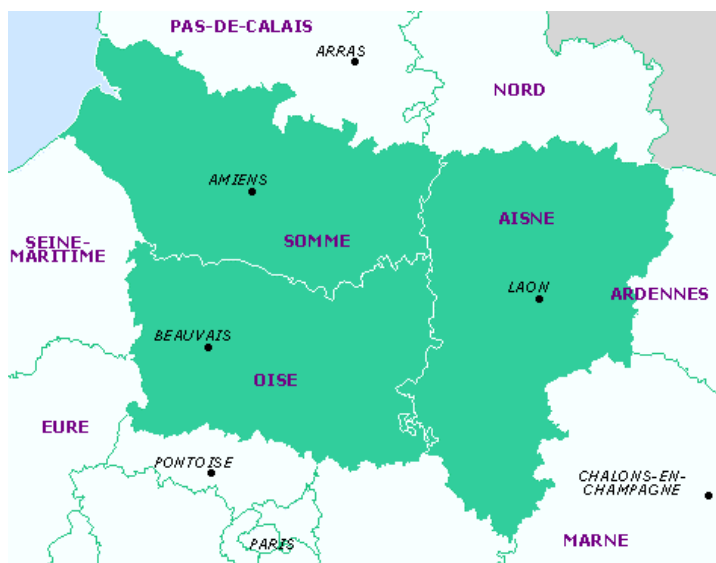 PAS-DE-CALAIS
ARRAS
NORD
AMIENS
AISNE
SOMME
SEINE-
MARITIME
LAON
ARDENNES
BEAUVAIS
OISE
EURE
PONTOISE
CHALONS-EN-
CHAMPAGNE
PARIS
MARNE